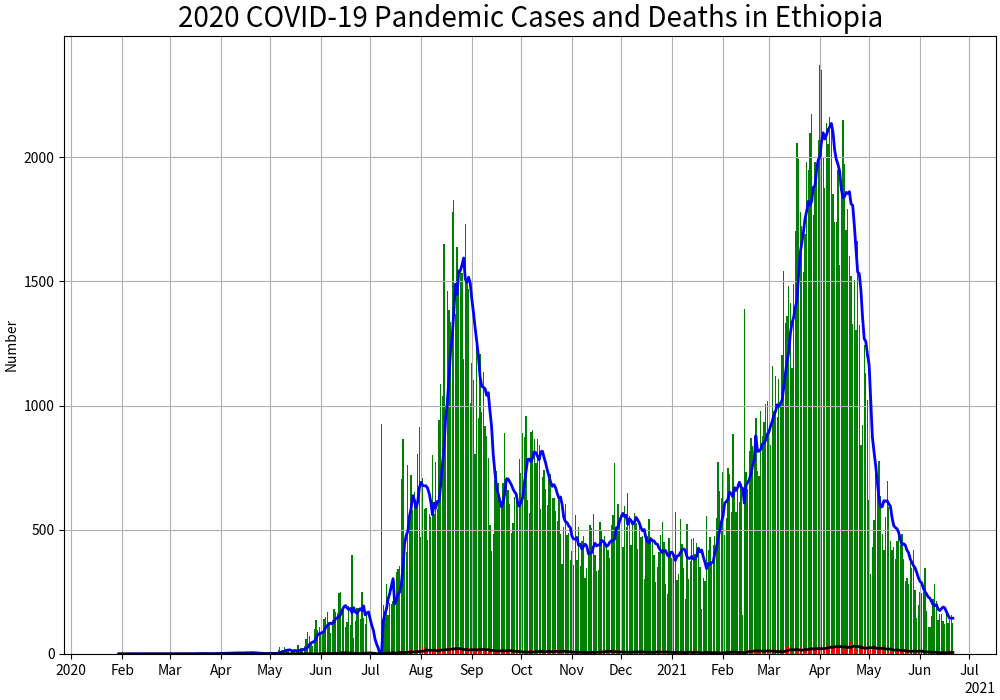 2020 COVID-19 Pandemic Cases and Deaths in Ethiopia
Number
2000
1500
1000
500
0
2020 Feb Mar Apr May Jun Jul Aug Sep Oct Nov Dec 2021 Feb Mar Apr May Jun Jul
2021